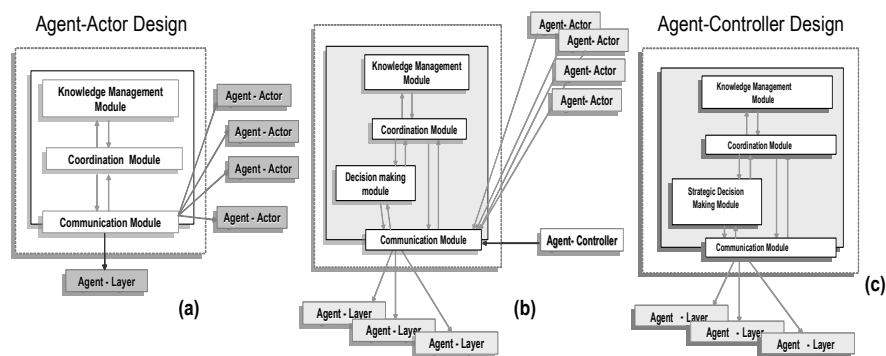 Agent-Actor Design
Knowledge Management
Module
Coordination Module
Communication Module
Agent - Actor
Agent - Actor
Agent - Actor
Agent - Actor
Agent - Layer
(a)
Agent- Actor
Agent - Actor
Agent - Actor
Agent - Actor
Knowledge Management
Module
Coordination Module
Decision making
module
Communication Module
Agent- Controller
Agent - Layer
Agent - Layer
Agent - Layer
(b)
Agent-Controller Design
Knowledge Management
Module
Coordination Module
Strategic Decision
Making Module
Communication Module
Agent - Layer
Agent - Layer
Agent - Layer
(c)